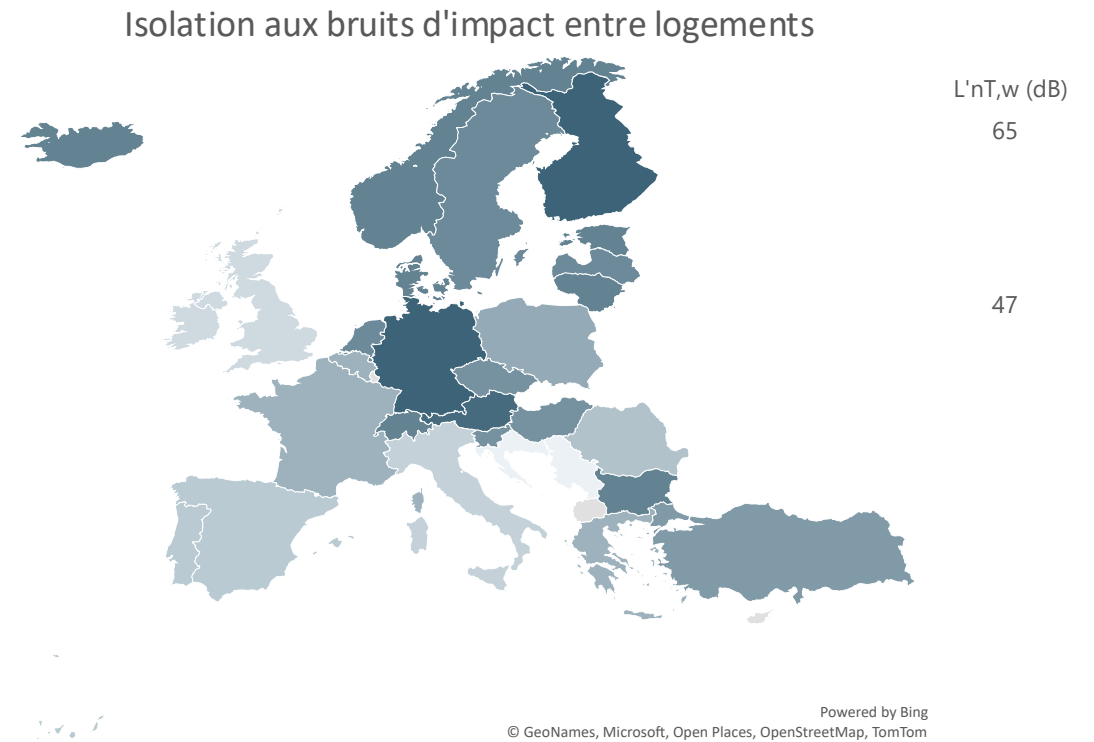 Isolation aux bruits d'impact entre logements
L'nT,w (dB)
65
47
Powered by Bing
© GeoNames, Microsoft, Open Places, OpenStreetMap, TomTom